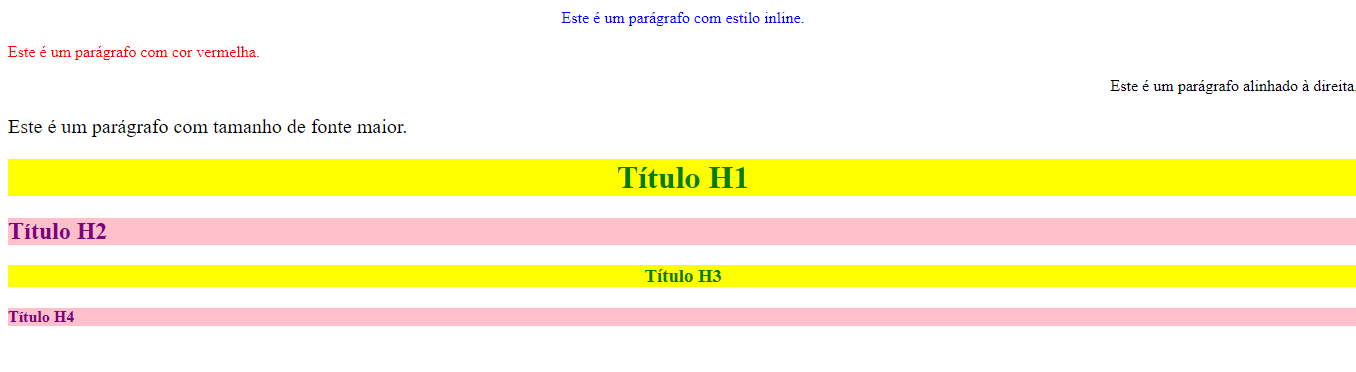 Este é um parágrafo com estilo inline.
Este é um parágrafo com cor vermelha.
Este é um parágrafo alinhado à direita.
Este é um parágrafo com tamanho de fonte maior.
Título H1
Título H2
Título H3
Título H4